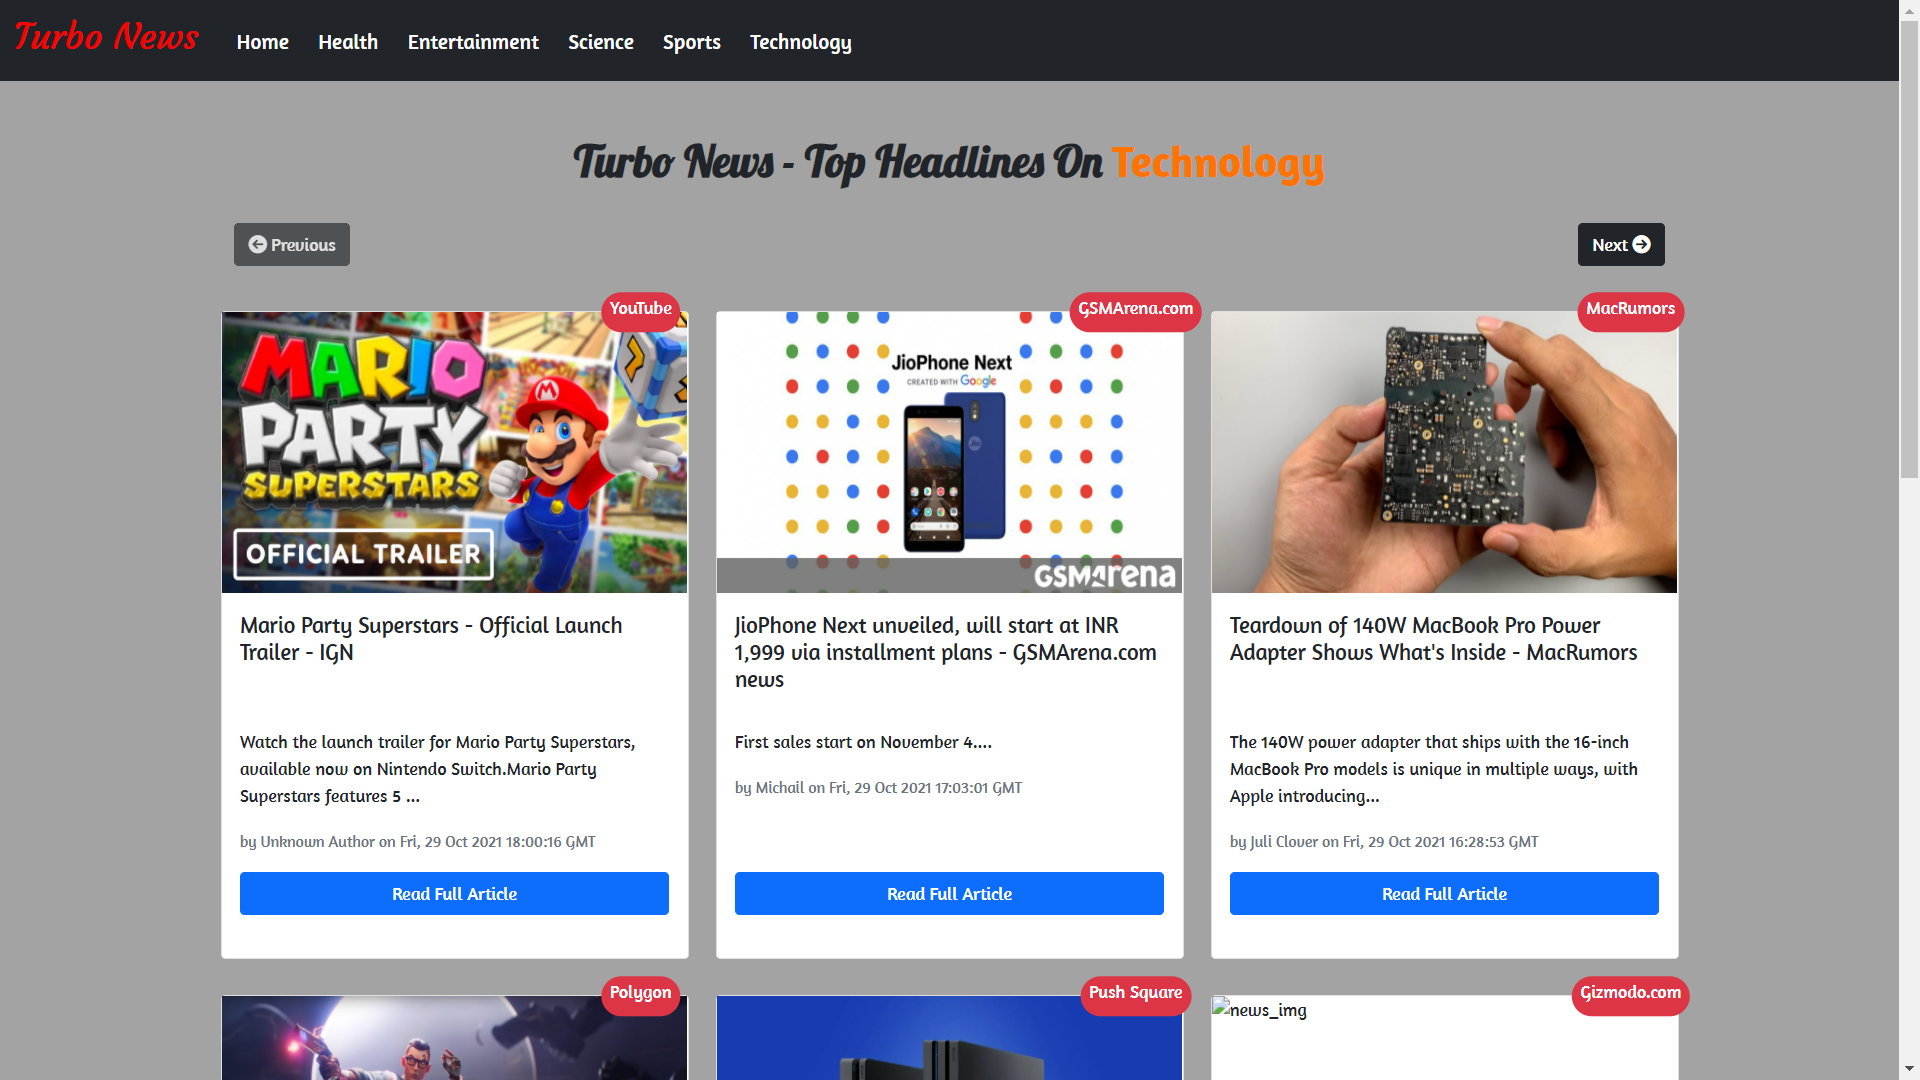 Turbo News
Home
Health
Entertainment
Science
Sports
Technology
Turbo News - Top Headlines On Technology
Previous
Next
YouTube
MARIO
PARTY
SUPERSTARS
OFFICIAL TRAILER
Mario Party Superstars - Official Launch
Trailer - IGN
Watch the launch trailer for Mario Party Superstars,
available now on Nintendo Switch.Mario Party
Superstars features 5 ...
by Unknown Author on Fri, 29 Oct 2021 18:00:16 GMT
Read Full Article
GSMArena.com
JioPhone Next
CREATED WITH Google
GSMArena
JioPhone Next unveiled, will start at INR
1,999 via installment plans - GSMArena.com
news
First sales start on November 4....
by Michail on Fri, 29 Oct 2021 17:03:01 GMT
Read Full Article
MacRumors
Teardown of 140W MacBook Pro Power
Adapter Shows What's Inside - MacRumors
The 140W power adapter that ships with the 16-inch
MacBook Pro models is unique in multiple ways, with
Apple introducing...
by Juli Clover on Fri, 29 Oct 2021 16:28:53 GMT
Read Full Article
Polygon
Push Square
Gizmodo.com
news_img